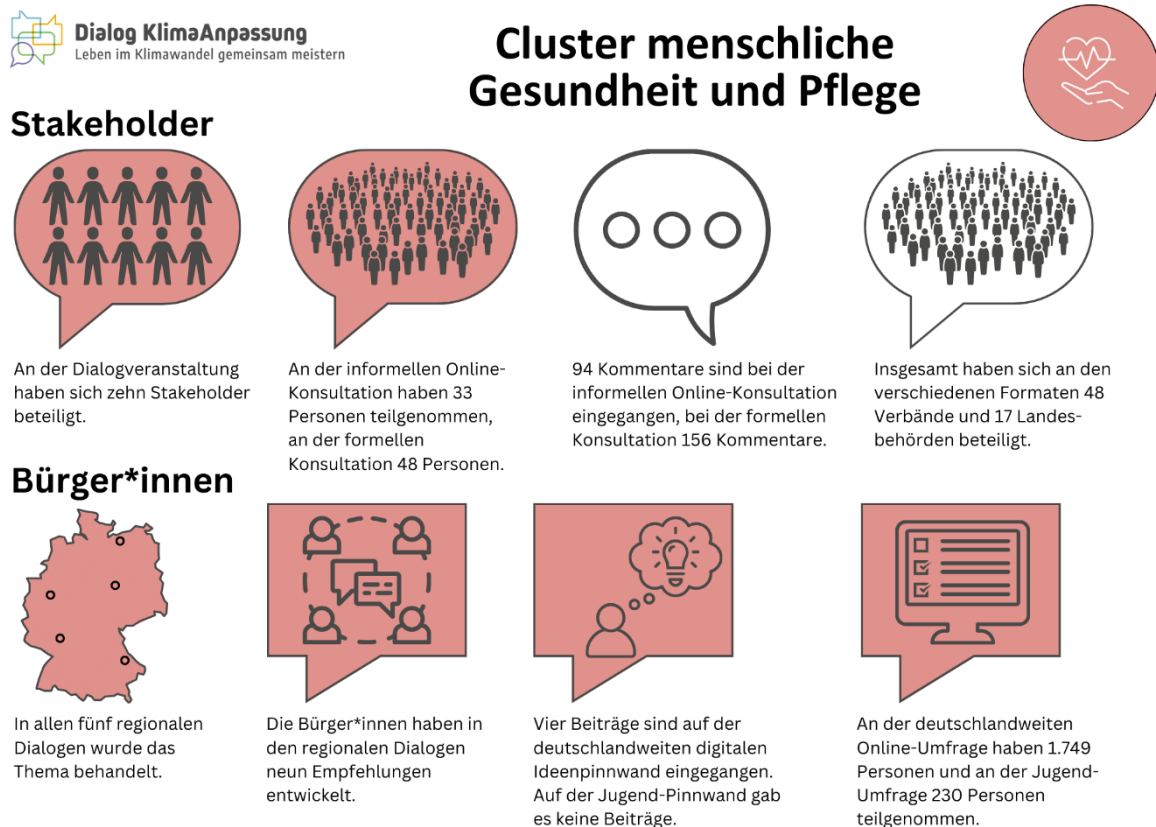 Dialog KlimaAnpassung
Leben im Klimawandel gemeinsam meistern
Cluster menschliche
Gesundheit und Pflege
Stakeholder
An der Dialogveranstaltung
haben sich zehn Stakeholder
beteiligt.
An der informellen Online-
Konsultation haben 33
Personen teilgenommen,
an der formellen
Konsultation 48 Personen.
94 Kommentare sind bei der
informellen Online-Konsultation
eingegangen, bei der formellen
Konsultation 156 Kommentare.
Insgesamt haben sich an den
verschiedenen Formaten 48
Verbände und 17 Landes-
behörden beteiligt.
Bürger*innen
In allen fünf regionalen
Dialogen wurde das
Thema behandelt.
Die Bürger*innen haben in
den regionalen Dialogen
neun Empfehlungen
entwickelt.
Vier Beiträge sind auf der
deutschlandweiten digitalen
Ideenpinnwand eingegangen.
Auf der Jugend-Pinnwand gab
es keine Beiträge.
An der deutschlandweiten
Online-Umfrage haben 1.749
Personen und an der Jugend-
Umfrage 230 Personen
teilgenommen.